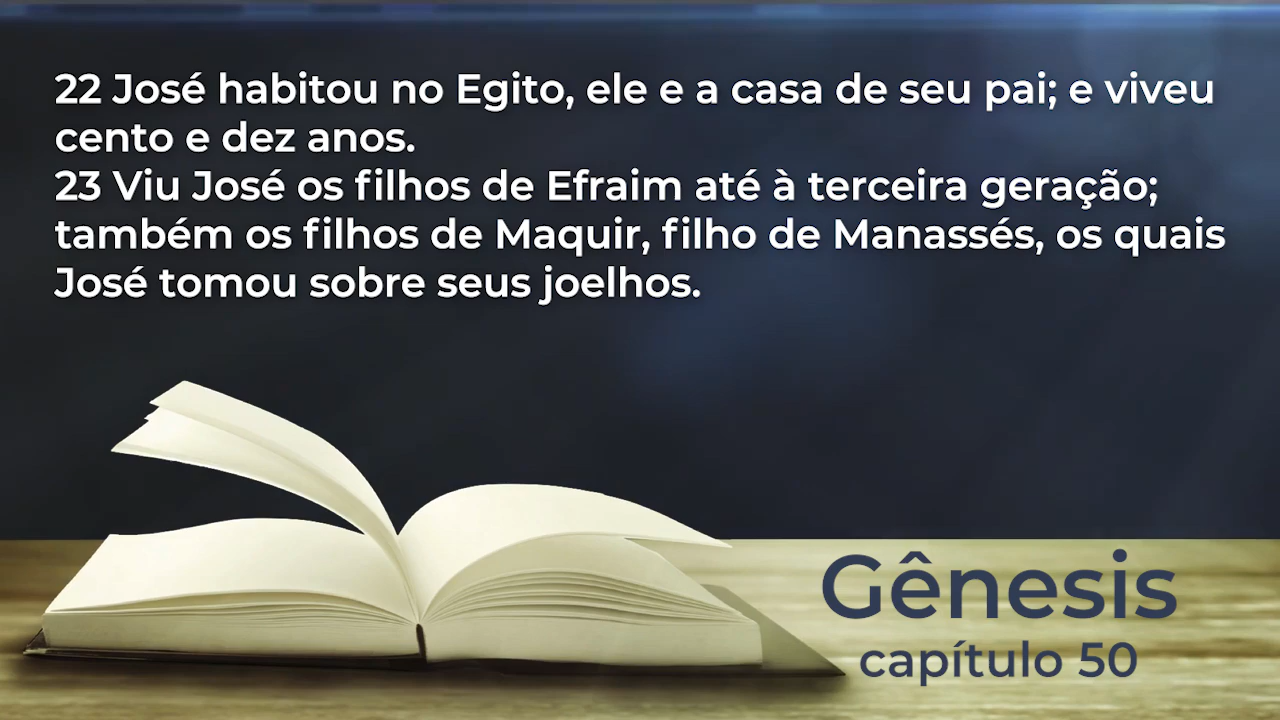 22 José habitou no Egito, ele e a casa de seu pai; e viveu
cento e dez anos.
23 Viu José os filhos de Efraim até à terceira geração;
também os filhos de Maquir, filho de Manassés, os quais
José tomou sobre seus joelhos.
Gênesis
capítulo 50